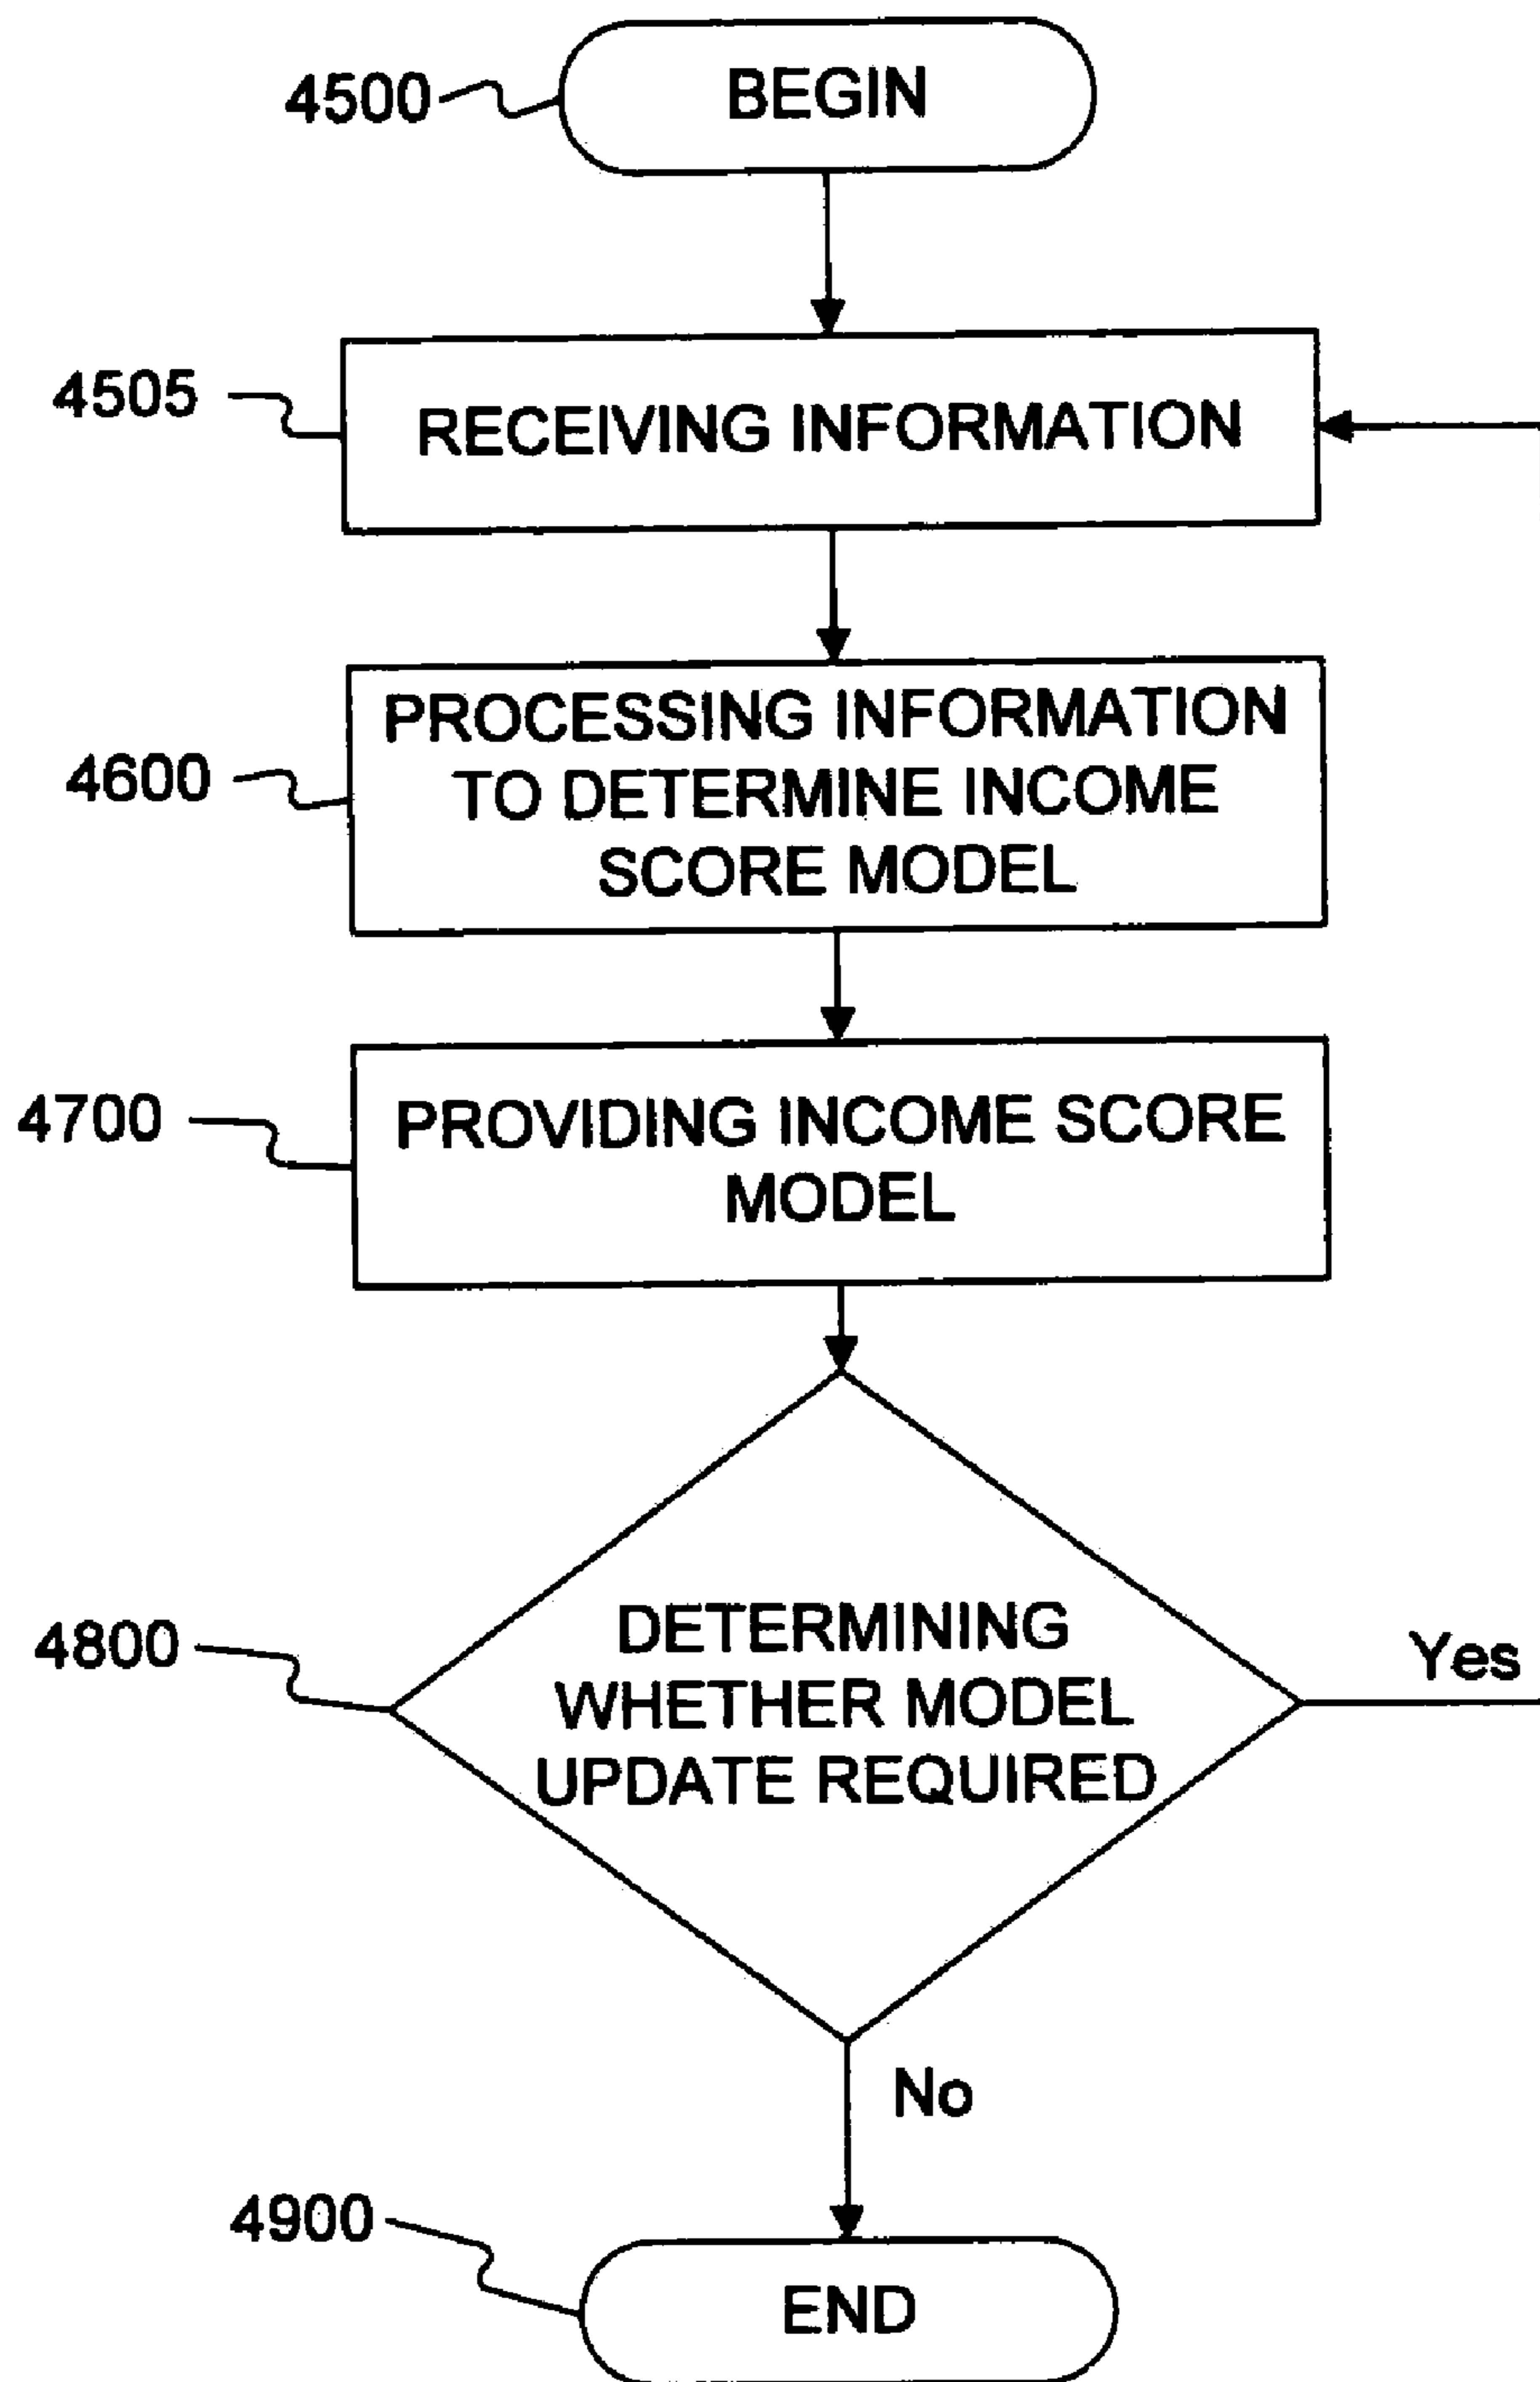 4500
BEGIN
4505
RECEIVING INFORMATION
4600
PROCESSING INFORMATION
TO DETERMINE INCOME
SCORE MODEL
4700
PROVIDING INCOME SCORE
MODEL
4800
DETERMINING
WHETHER MODEL
UPDATE REQUIRED
Yes
No
4900
END